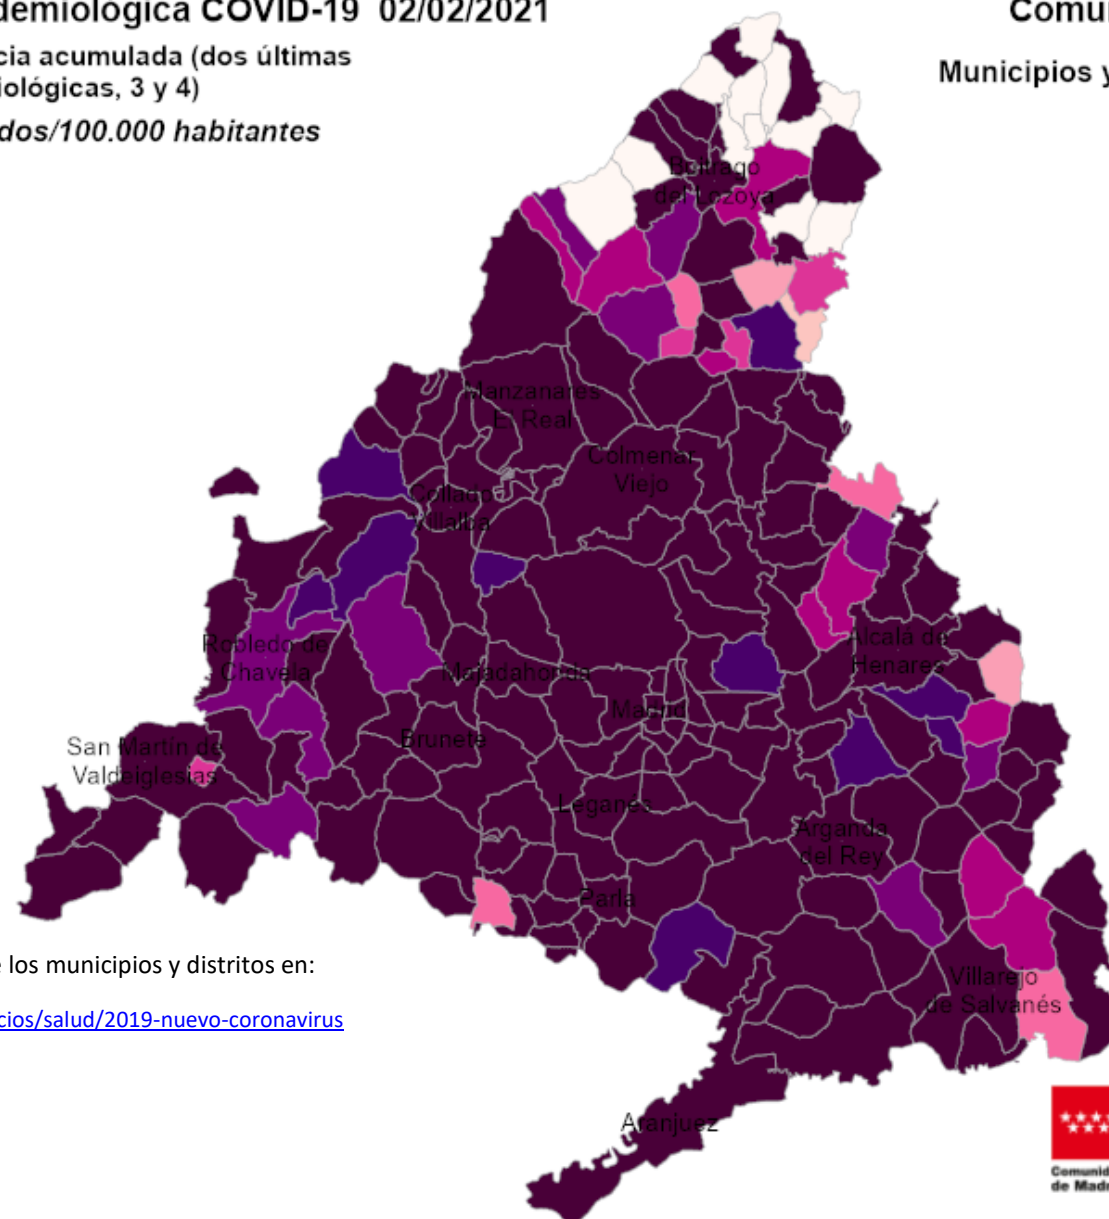 demiológica COVID-19 02/02/2021
Comu
cia acumulada (dos últimas
iológicas, 3 y 4)
Municipios y
dos/100.000 habitantes
Buitrago
del Lozoya
Manzanares
El Real
Colmenar
Viejo
Collado
Villalba
Robledo de
Chavela
Alcala de
Henares
Majadahonda
Madrid
Brunete
San Martín de
Valdeiglesias
Leganés
Arganda
del Rey
Parla
e los municipios y distritos en:
Villarejo
de Salvanés
cios/salud/2019-nuevo-coronavirus
Aranjuez
Comunid
de Madr